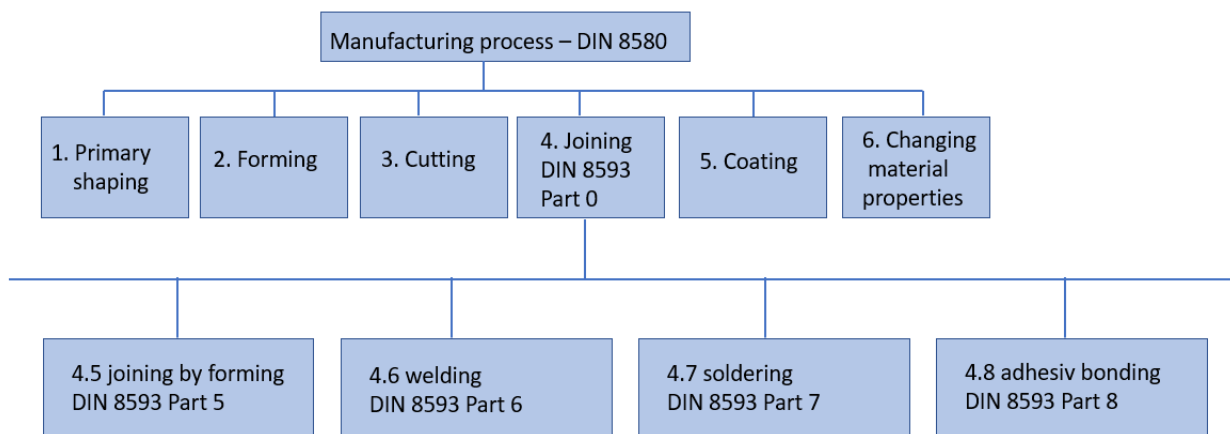 Manufacturing process – DIN 8580
1. Primary
shaping
2. Forming
3. Cutting
4. Joining
DIN 8593
Part 0
5. Coating
6. Changing
material
properties
4.5 joining by forming
DIN 8593 Part 5
4.6 welding
DIN 8593 Part 6
4.7 soldering
DIN 8593 Part 7
4.8 adhesiv bonding
DIN 8593 Part 8